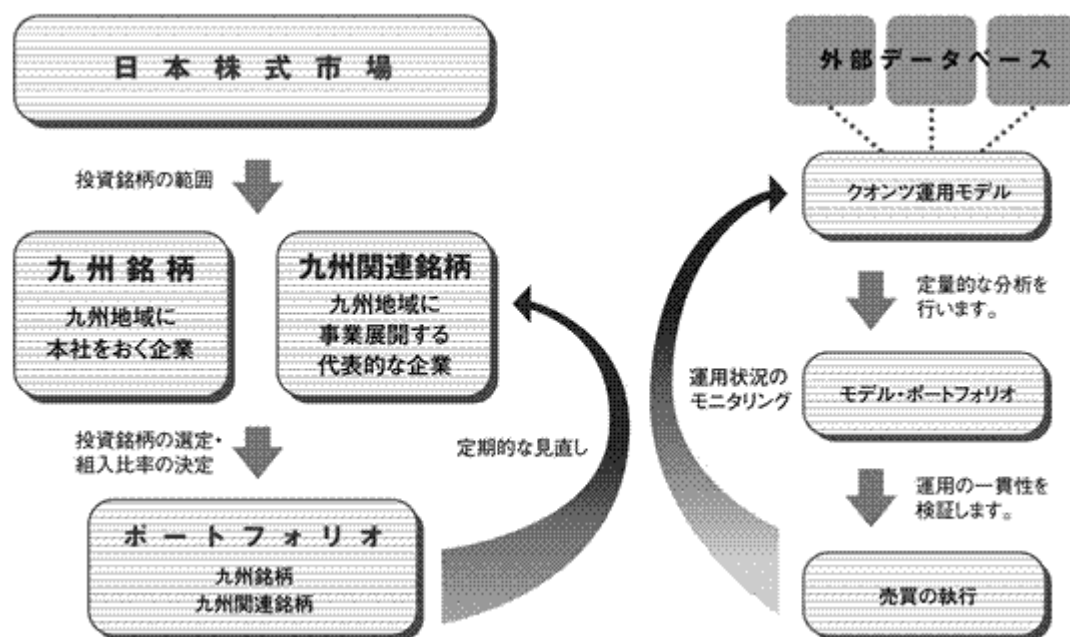 日本株式市場
投資銘柄の範囲
九州銘柄
九州地域に
本社をおく企業
九州関連銘柄
九州地域に
事業展開する
代表的な企業
投資銘柄の選定・
組入比率の決定
定期的な見直し
ポートフォリオ
九州銘柄
九州関連銘柄
外部データベース
クオンツ運用モデル
定量的な分析を
行います。
運用状況の
モニタリング
モデル・ポートフォリオ
運用の一貫性を
検証します。
売買の執行